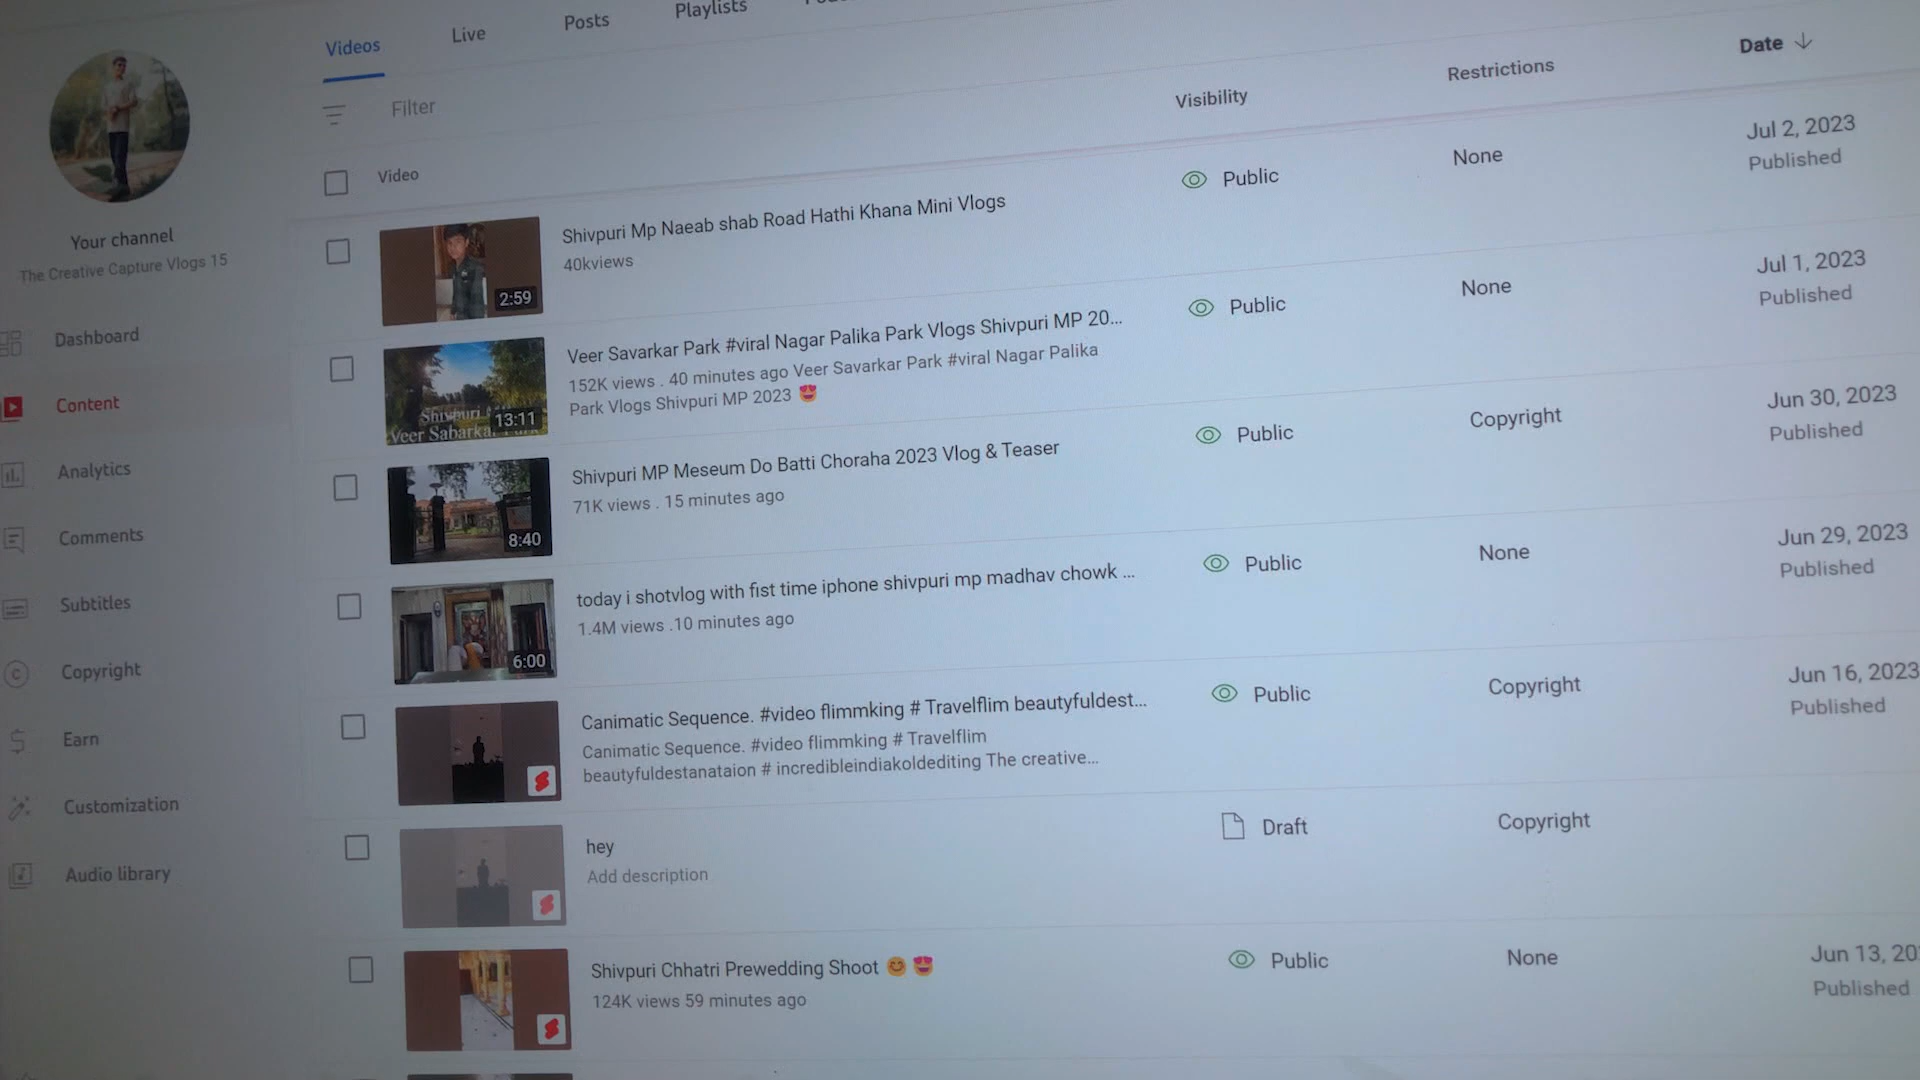 Videos
Live
Posts
Playlists
Filter
Video
Visibility
Restrictions
Date
Your channel
The Creative Capture Vlogs 15
Dashboard
Content
Analytics
Comments
Subtitles
Copyright
Earn
Customization
Audio library
2:59
Shivpuri Mp Naeab shab Road Hathi Khana Mini Vlogs
40kviews
Public
None
Jul 2, 2023
Published
Shivpuri
Veer Sabarkar Park
13:11
Veer Savarkar Park #viral Nagar Palika Park Vlogs Shivpuri MP 20...
152K views . 40 minutes ago Veer Savarkar Park #viral Nagar Palika
Park Vlogs Shivpuri MP 2023 😍
Public
None
Jul 1, 2023
Published
8:40
Shivpuri MP Meseum Do Batti Choraha 2023 Vlog & Teaser
71K views . 15 minutes ago
Public
Copyright
Jun 30, 2023
Published
6:00
today i shotvlog with fist time iphone shivpuri mp madhav chowk ...
1.4M views .10 minutes ago
Public
None
Jun 29, 2023
Published
Canimatic Sequence. #video flimmking # Travelflim beautyfuldest...
Canimatic Sequence. #video flimmking # Travelflim
beautyfuldestanataion # incredibleindiakoldediting The creative...
Public
Copyright
Jun 16, 2023
Published
hey
Add description
Draft
Copyright
Shivpuri Chhatri Prewedding Shoot 😊 😍
124K views 59 minutes ago
Public
None
Jun 13, 20
Published